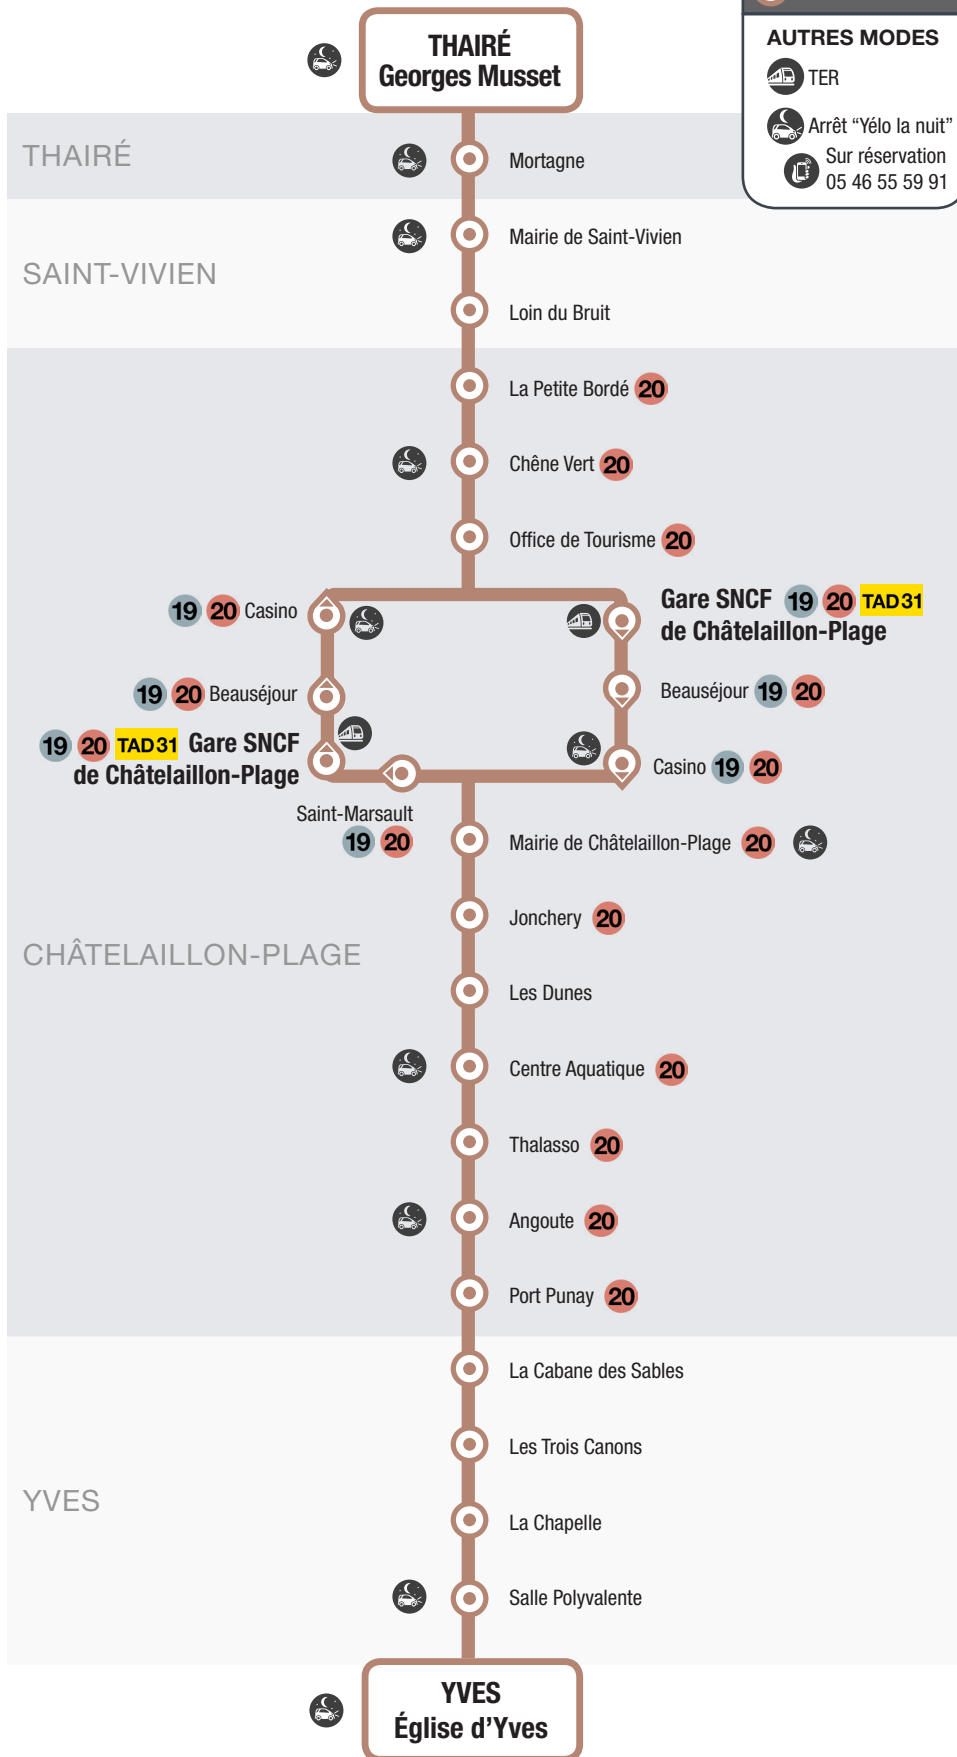 THAIRÉ
Georges Musset
AUTRES MODES
TER
Arrêt “Yélo la nuit”
Sur réservation
05 46 55 59 91
THAIRÉ
Mortagne
SAINT-VIVIEN
Mairie de Saint-Vivien
Loin du Bruit
La Petite Bordé 20
Chêne Vert 20
Office de Tourisme 20
19 20 Casino
Gare SNCF 19 20 TAD31
de Châtelaillon-Plage
19 20 Beauséjour
Beauséjour 19 20
19 20 TAD31 Gare SNCF
de Châtelaillon-Plage
Casino 19 20
Saint-Marsault
19 20
Mairie de Châtelaillon-Plage 20
Jonchery 20
CHÂTELAILLON-PLAGE
Les Dunes
Centre Aquatique 20
Thalasso 20
Angoute 20
Port Punay 20
La Cabane des Sables
Les Trois Canons
YVES
La Chapelle
Salle Polyvalente
YVES
Église d’Yves